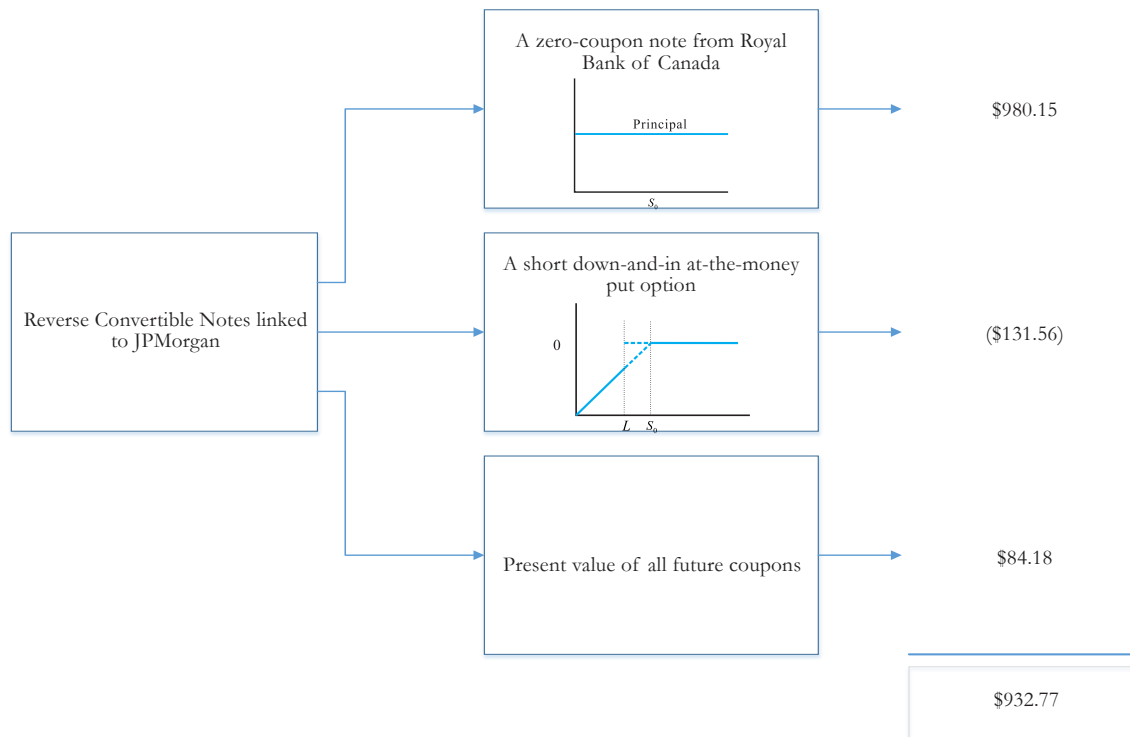 A zero-coupon note from Royal
Bank of Canada
Principal
S₀
$980.15
Reverse Convertible Notes linked
to JPMorgan
A short down-and-in at-the-money
put option
0
L S₀
($131.56)
Present value of all future coupons
$84.18
$932.77